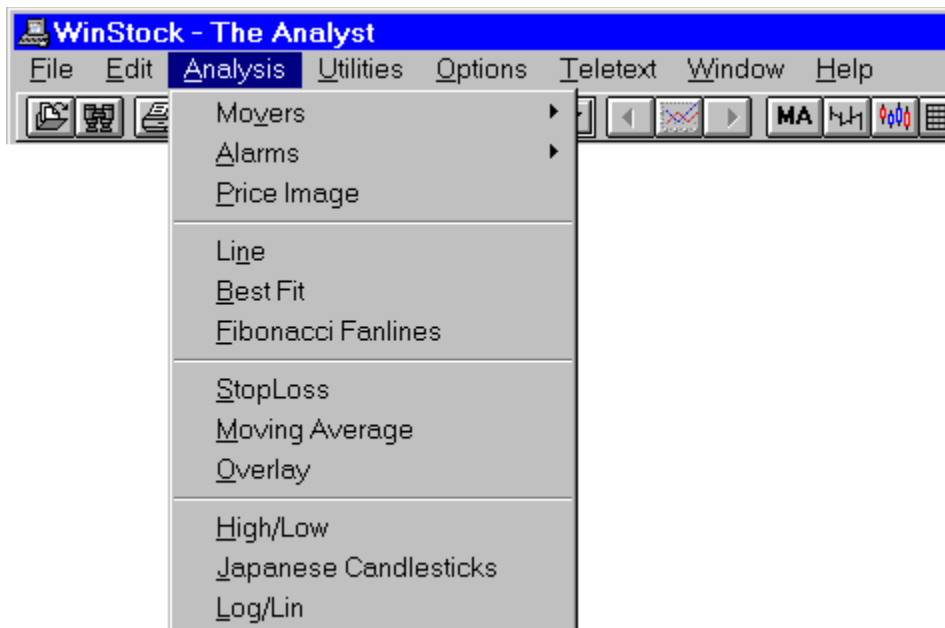 WinStock - The Analyst
File Edit Analysis Utilities Options Teletext Window Help
MA
Movers
Alarms
Price Image
Line
Best Fit
Fibonacci Fanlines
StopLoss
Moving Average
Overlay
High/Low
Japanese Candlesticks
Log/Lin